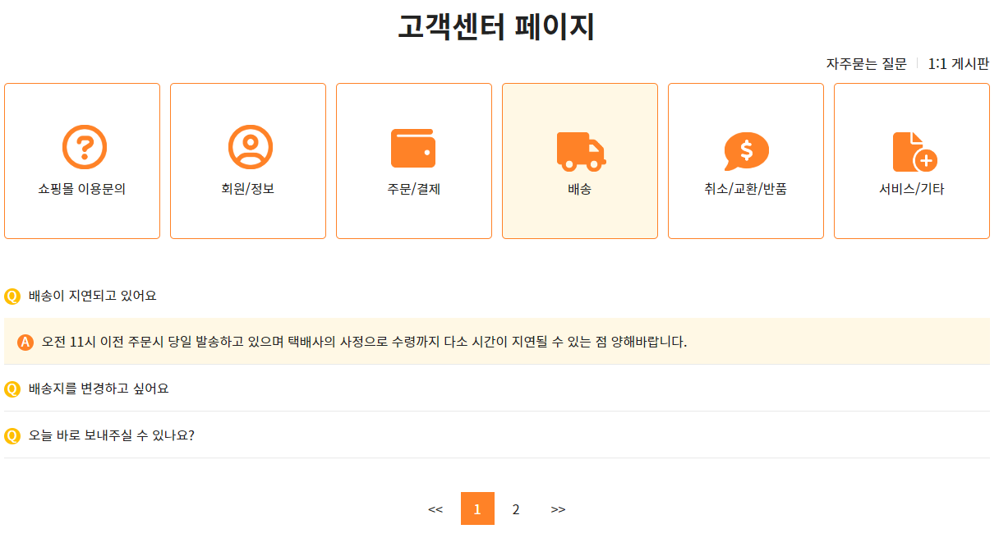 고객센터 페이지
자주묻는 질문 | 1:1 게시판
쇼핑몰 이용문의
회원/정보
주문/결제
배송
취소/교환/반품
서비스/기타
Q 배송이 지연되고 있어요
A 오전 11시 이전 주문시 당일 발송하고 있으며 택배사의 사정으로 수령까지 다소 시간이 지연될 수 있는 점 양해바랍니다.
Q 배송지를 변경하고 싶어요
Q 오늘 바로 보내주실 수 있나요?
<< 1 2 >>